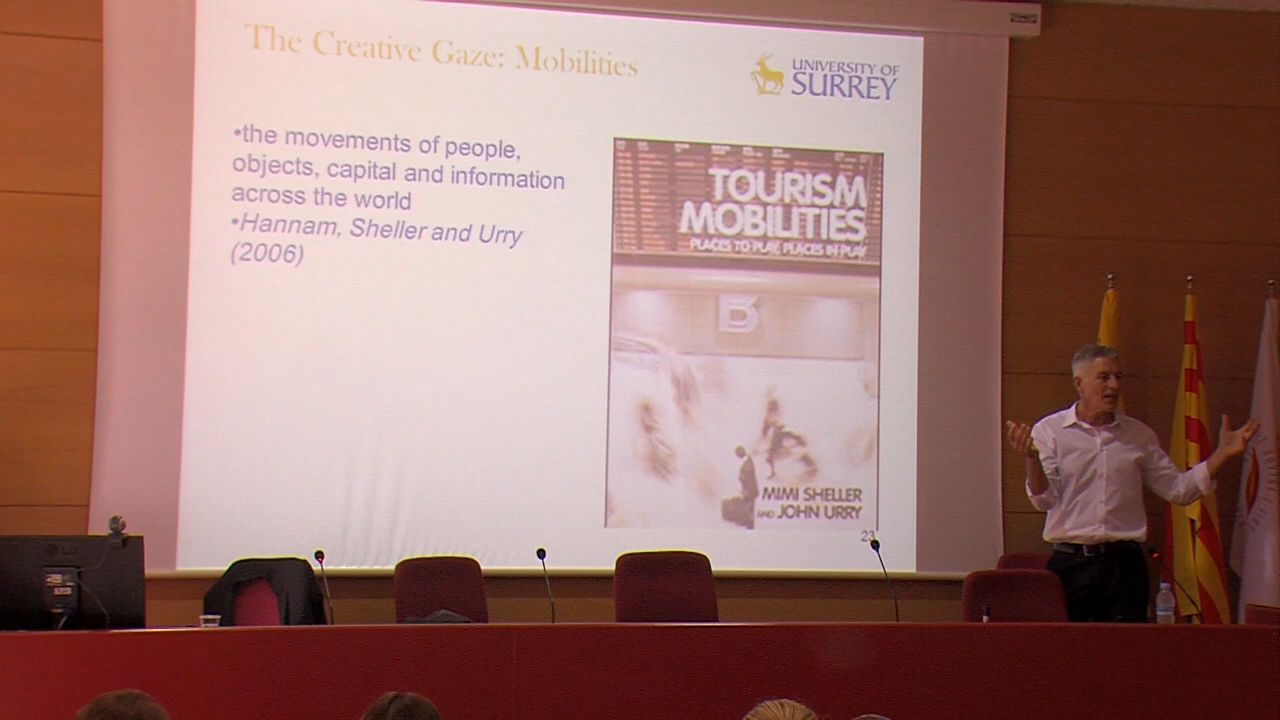 The Creative Gaze: Mobilities
UNIVERSITY OF
SURREY
•the movements of people,
objects, capital and information
across the world
•Hannam, Sheller and Urry
(2006)
TOURISM
MOBILITIES
PLACES TO PLAY, PLACES IN PLAY
B
MIMI SHELLER
AND JOHN URRY
23
LG